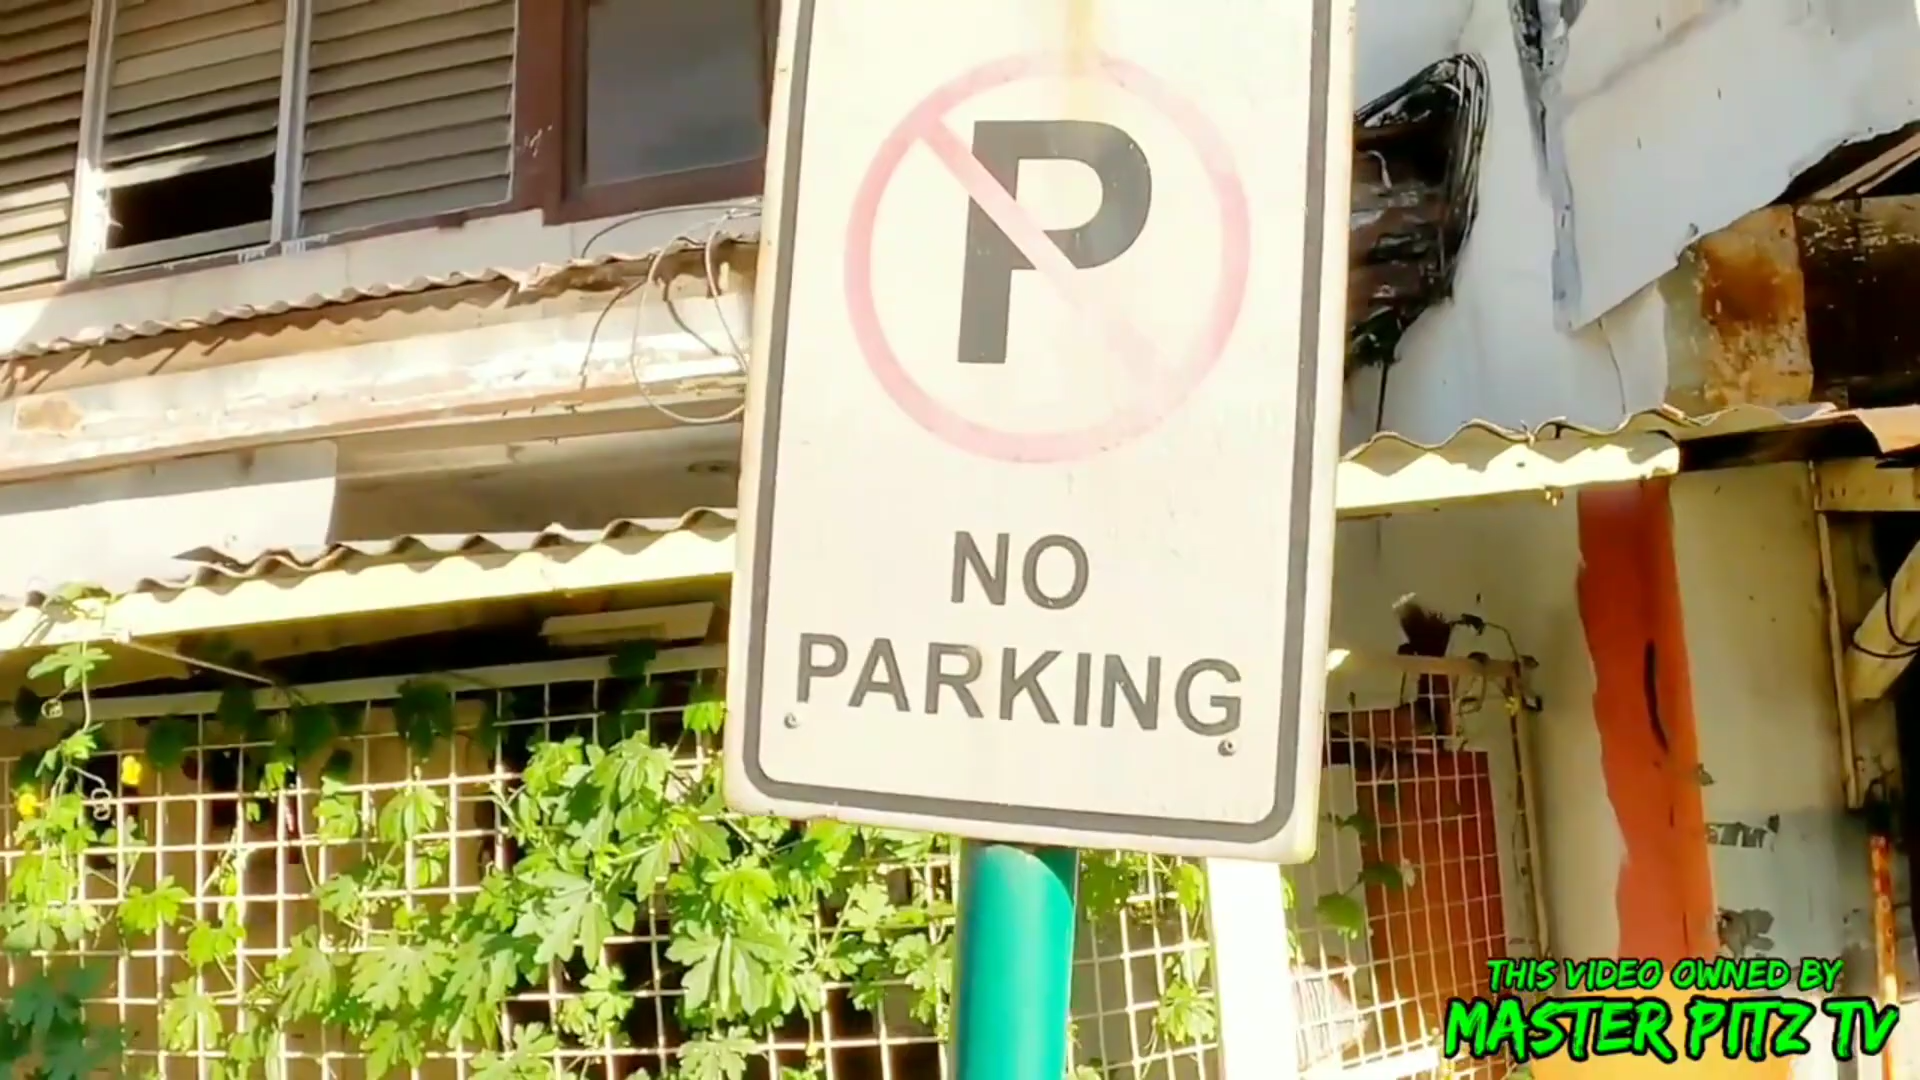 P
NO
PARKING
THIS VIDEO OWNED BY
MASTER PITZ TV